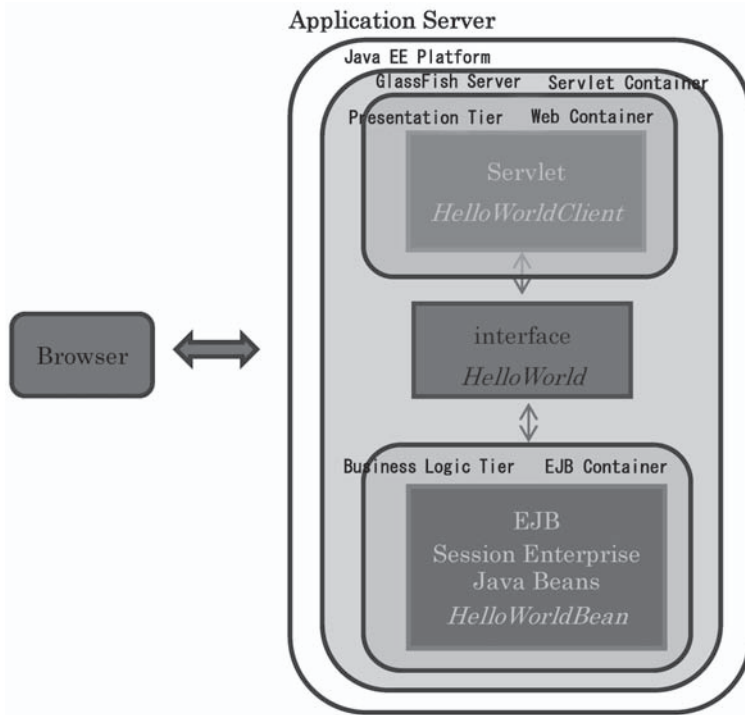 Application Server
Java EE Platform
GlassFish Server Servlet Container
Presentation Tier Web Container
Servlet
HelloWorldClient
Browser
interface
HelloWorld
Business Logic Tier EJB Container
EJB
Session Enterprise
Java Beans
HelloWorldBean